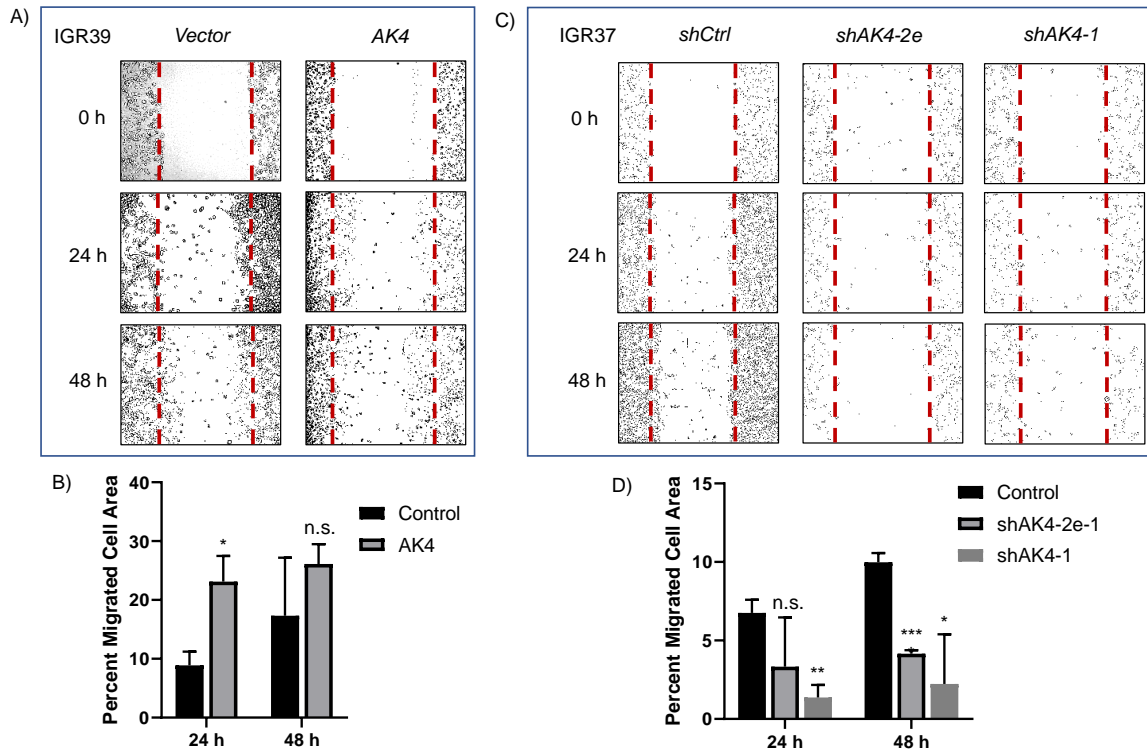 A)
IGR39 Vector AK4
0 h
24 h
48 h
C)
IGR37 shCtrl shAK4-2e shAK4-1
0 h
24 h
48 h
B)
Percent Migrated Cell Area
40
30
20
10
0
* n.s.
24 h 48 h
Control
AK4
D)
Percent Migrated Cell Area
15
10
5
0
n.s. ** *** *
24 h 48 h
Control
shAK4-2e-1
shAK4-1